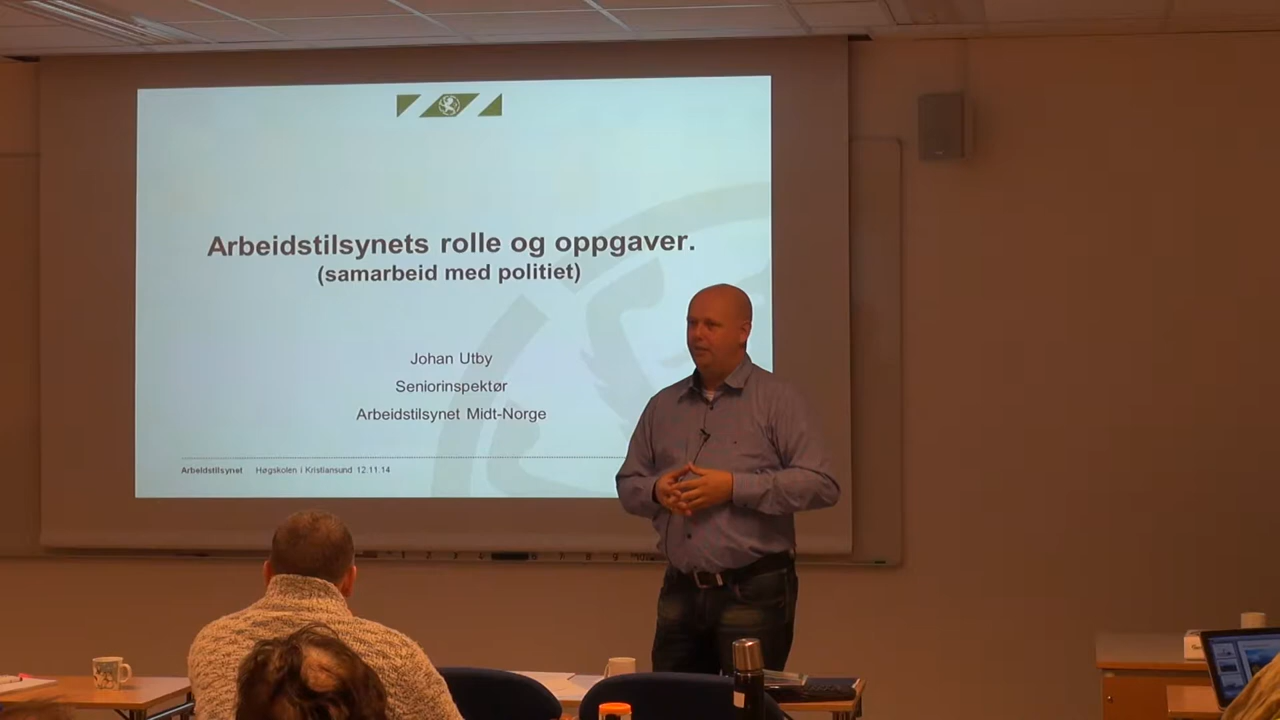 Arbeidstilsynets rolle og oppgaver.
(samarbeid med politiet)
Johan Utby
Seniorinspektør
Arbeidstilsynet Midt-Norge
Arbeidstilsynet Høgskolen i Kristiansund 12.11.14